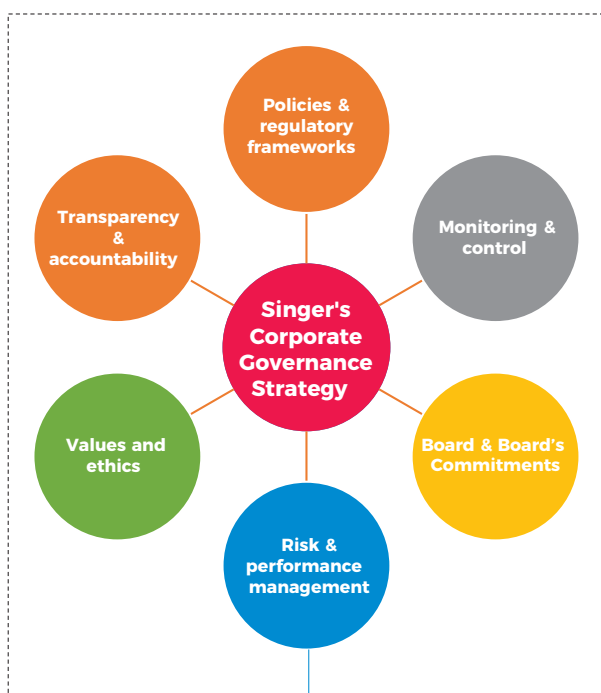 Policies &
regulatory
frameworks
Transparency
&
accountability
Monitoring &
control
Singer's
Corporate
Governance
Strategy
Values and
ethics
Board & Board's
Commitments
Risk &
performance
management